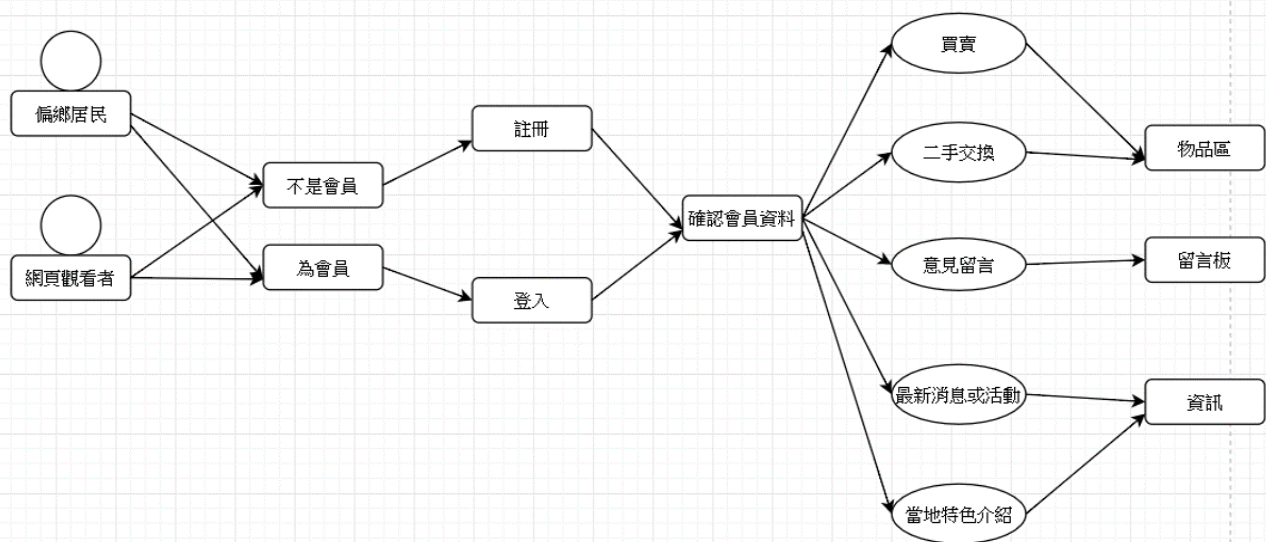 偏鄉居民
網頁觀看者
不是會員
為會員
註冊
登入
確認會員資料
買賣
二手交換
意見留言
最新消息或活動
當地特色介紹
物品區
留言板
資訊